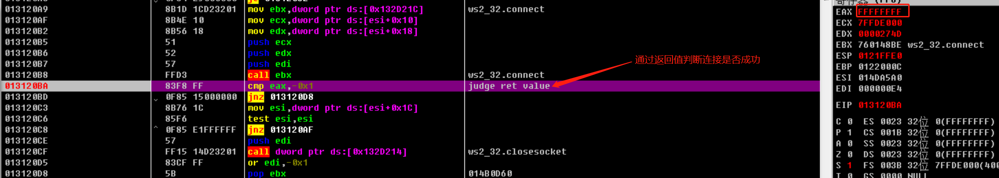 013120A9 8B1D 1CD23201 mov ebx,dword ptr ds:[0x132D21C] ws2_32.connect
013120AF 8B4E 10 mov ecx,dword ptr ds:[esi+0x10]
013120B2 8B56 18 mov edx,dword ptr ds:[esi+0x18]
013120B5 51 push ecx
013120B6 52 push edx
013120B7 57 push edi
013120B8 FFD3 call ebx ws2_32.connect
013120BA 83F8 FF cmp eax,-0x1 judge ret value
013120BD 0F85 15000000 jnz 013120D8
013120C3 8B76 1C mov esi,dword ptr ds:[esi+0x1C]
013120C6 85F6 test esi,esi
013120C8 0F85 E1FFFFFF jnz 013120AF
013120CE 57 push edi
013120CF FF15 14D23201 call dword ptr ds:[0x132D214] ws2_32.closesocket
013120D5 83CF FF or edi,-0x1
013120D8 5B pop ebx 014B0D60
通过返回值判断连接是否成功
EAX FFFFFFFF
ECX 7FFDE000
EDX 0000274D
EBX 760148BE ws2_32.connect
ESP 0121FFE0
EBP 0122000C
ESI 014DA5A0
EDI 000000E4
EIP 013120BA
C 0 ES 0023 32位 0(FFFFFFFF)
P 1 CS 001B 32位 0(FFFFFFFF)
A 0 SS 0023 32位 0(FFFFFFFF)
Z 0 DS 0023 32位 0(FFFFFFFF)
S 1 FS 003B 32位 7FFDE000(400
T 0 GS 0000 NULL